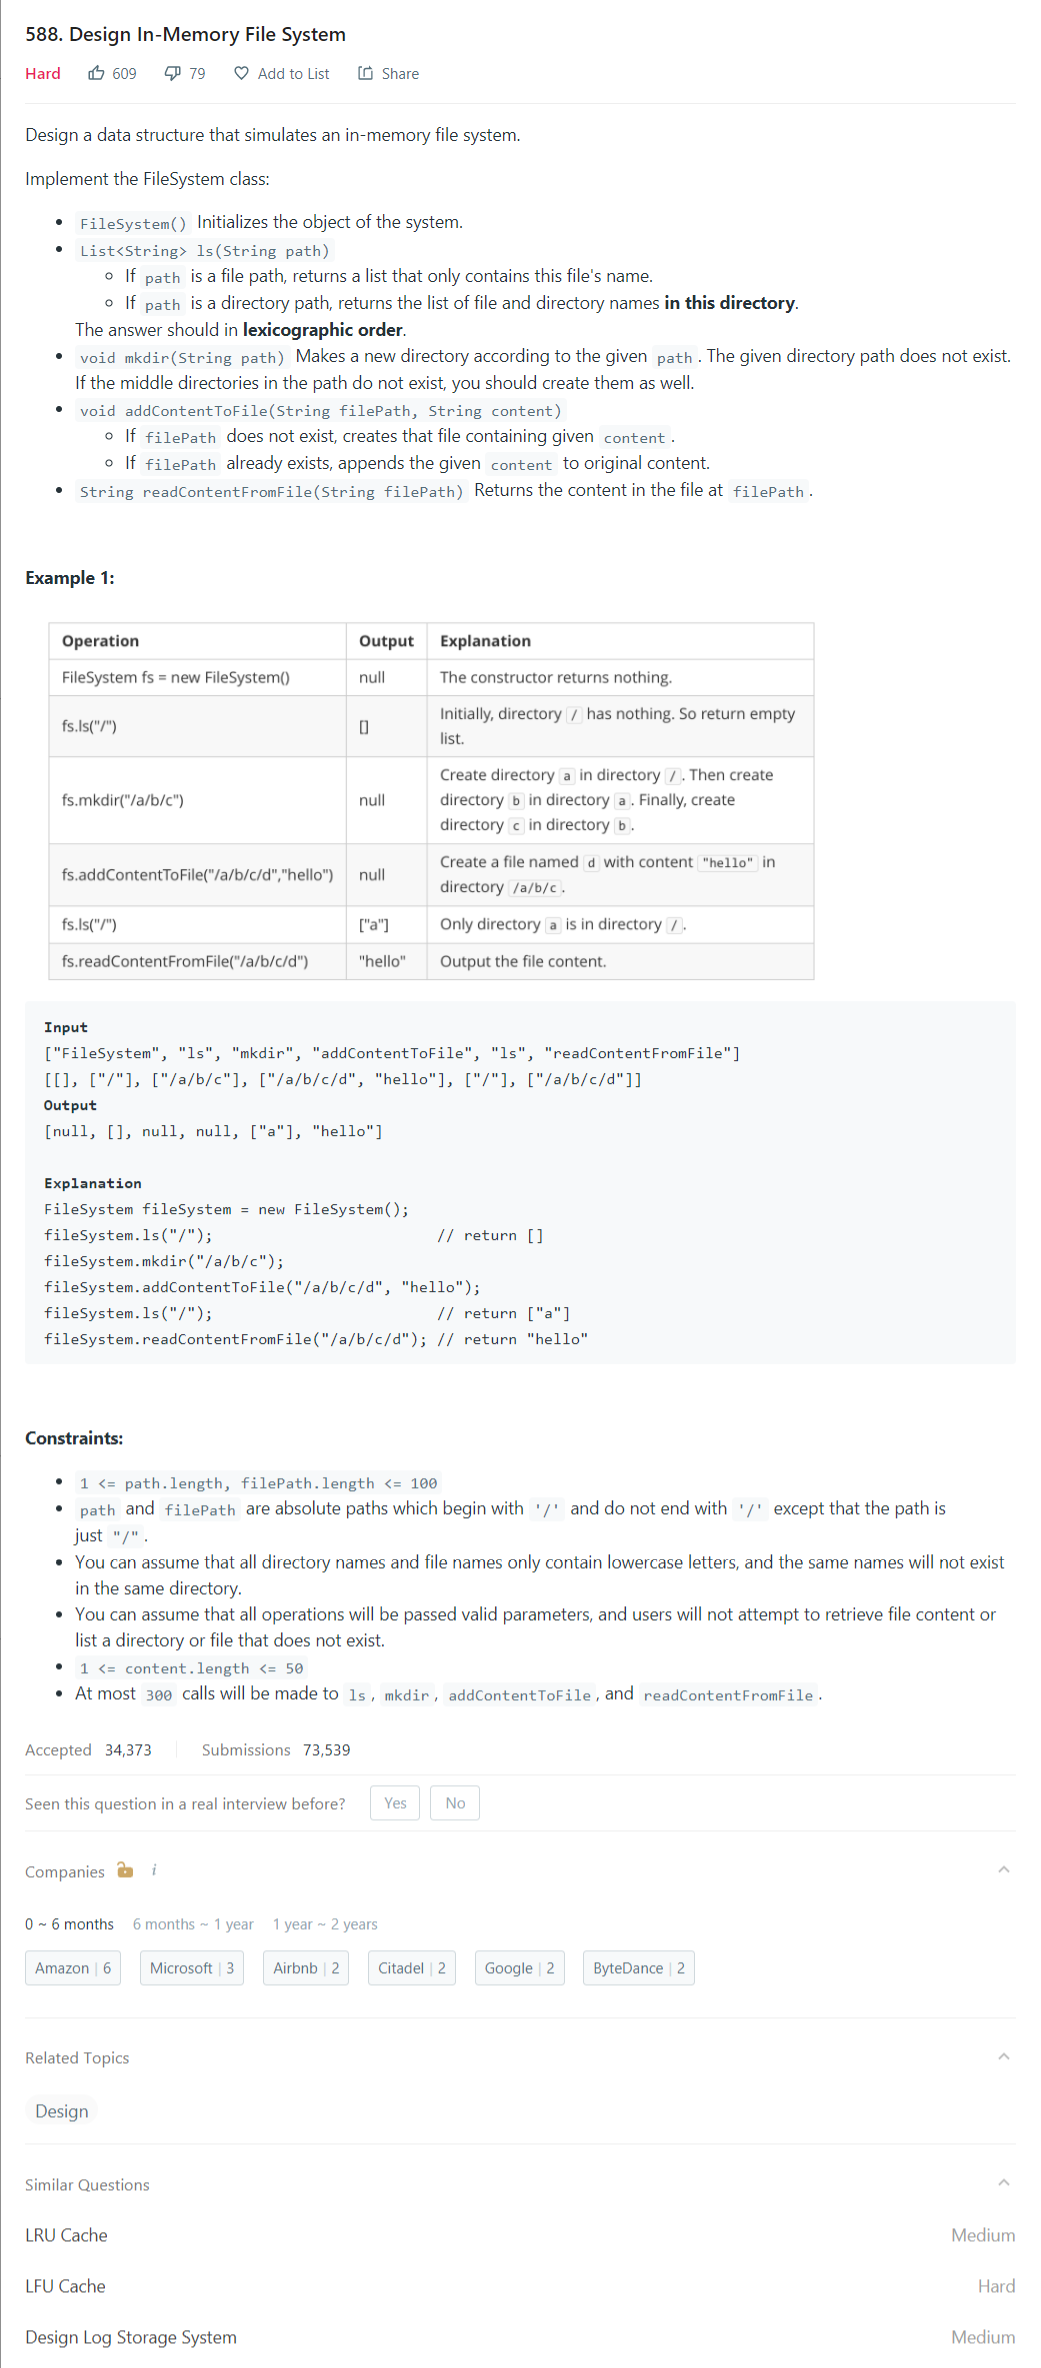 588. Design In-Memory File System
Hard 609 79 Add to List Share
Design a data structure that simulates an in-memory file system.
Implement the FileSystem class:
• FileSystem() Initializes the object of the system.
• List<String> ls(String path)
◦ If path is a file path, returns a list that only contains this file's name.
◦ If path is a directory path, returns the list of file and directory names in this directory.
The answer should in lexicographic order.
• void mkdir(String path) Makes a new directory according to the given path . The given directory path does not exist.
If the middle directories in the path do not exist, you should create them as well.
• void addContentToFile(String filePath, String content)
◦ If filePath does not exist, creates that file containing given content .
◦ If filePath already exists, appends the given content to original content.
• String readContentFromFile(String filePath) Returns the content in the file at filePath .
Example 1:
Operation Output Explanation
FileSystem fs = new FileSystem() null The constructor returns nothing.
fs.ls("/") [] Initially, directory / has nothing. So return empty
list.
fs.mkdir("/a/b/c") null Create directory a in directory / . Then create
directory b in directory a . Finally, create
directory c in directory b .
fs.addContentToFile("/a/b/c/d","hello") null Create a file named d with content "hello" in
directory /a/b/c .
fs.ls("/") ["a"] Only directory a is in directory / .
fs.readContentFromFile("/a/b/c/d") "hello" Output the file content.
Input
["FileSystem", "ls", "mkdir", "addContentToFile", "ls", "readContentFromFile"]
[[], ["/"], ["/a/b/c"], ["/a/b/c/d", "hello"], ["/"], ["/a/b/c/d"]]
Output
[null, [], null, null, ["a"], "hello"]
Explanation
FileSystem fileSystem = new FileSystem();
fileSystem.ls("/"); // return []
fileSystem.mkdir("/a/b/c");
fileSystem.addContentToFile("/a/b/c/d", "hello");
fileSystem.ls("/"); // return ["a"]
fileSystem.readContentFromFile("/a/b/c/d"); // return "hello"
Constraints:
• 1 <= path.length, filePath.length <= 100
• path and filePath are absolute paths which begin with '/' and do not end with '/' except that the path is
just "/" .
• You can assume that all directory names and file names only contain lowercase letters, and the same names will not exist
in the same directory.
• You can assume that all operations will be passed valid parameters, and users will not attempt to retrieve file content or
list a directory or file that does not exist.
• 1 <= content.length <= 50
• At most 300 calls will be made to ls , mkdir , addContentToFile , and readContentFromFile .
Accepted 34,373 Submissions 73,539
Seen this question in a real interview before? Yes No
Companies i
0 ~ 6 months 6 months ~ 1 year 1 year ~ 2 years
Amazon | 6 Microsoft | 3 Airbnb | 2 Citadel | 2 Google | 2 ByteDance | 2
Related Topics
Design
Similar Questions
LRU Cache Medium
LFU Cache Hard
Design Log Storage System Medium